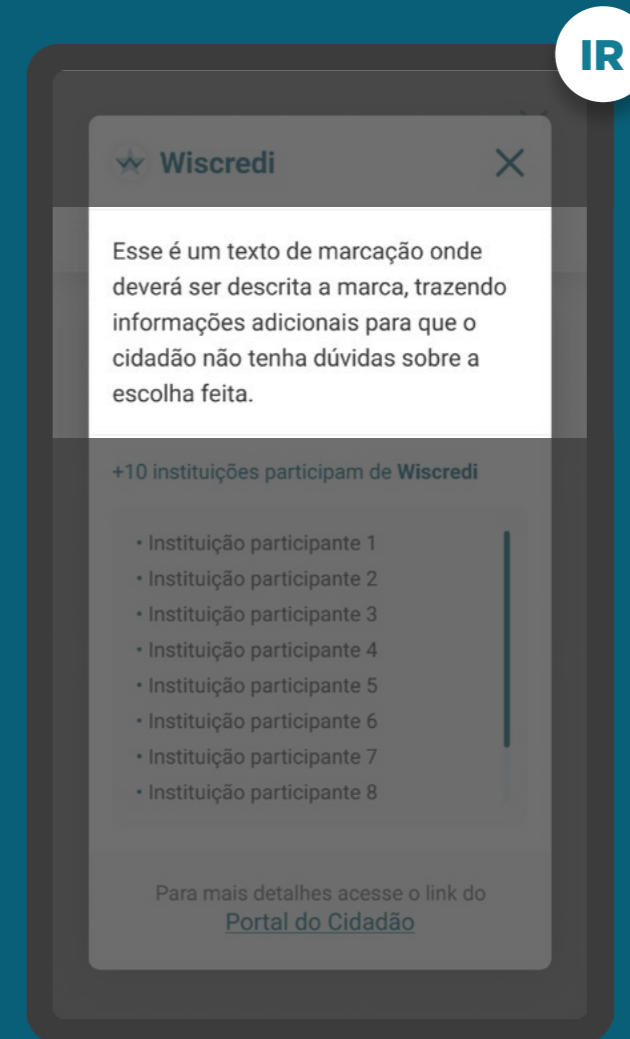 IR
Wiscredi
Esse é um texto de marcação onde
deverá ser descrita a marca, trazendo
informações adicionais para que o
cidadão não tenha dúvidas sobre a
escolha feita.
+10 instituições participam de Wiscredi
• Instituição participante 1
• Instituição participante 2
• Instituição participante 3
• Instituição participante 4
• Instituição participante 5
• Instituição participante 6
• Instituição participante 7
• Instituição participante 8
Para mais detalhes acesse o link do
Portal do Cidadão